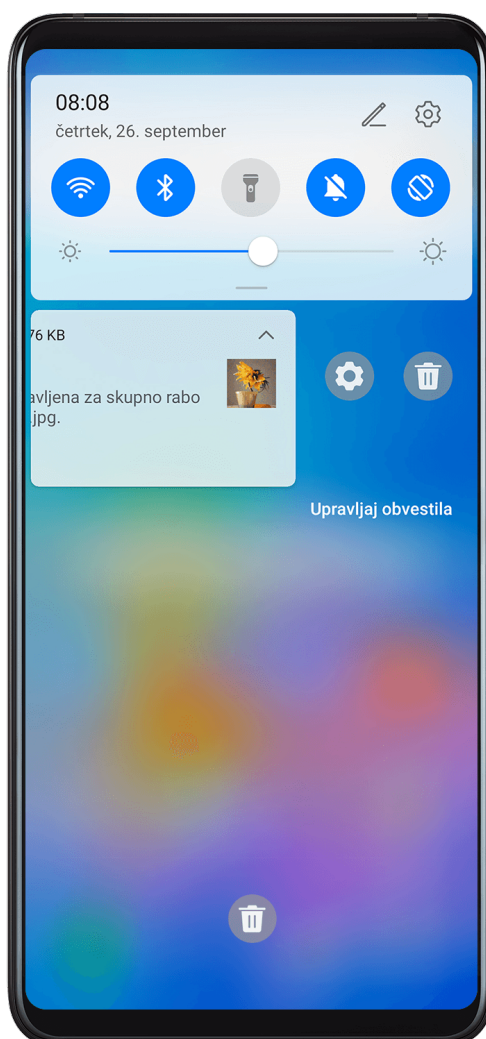 08:08
četrtek, 26. september
76 KB
avljena za skupno rabo
.jpg.
Upravljaj obvestila